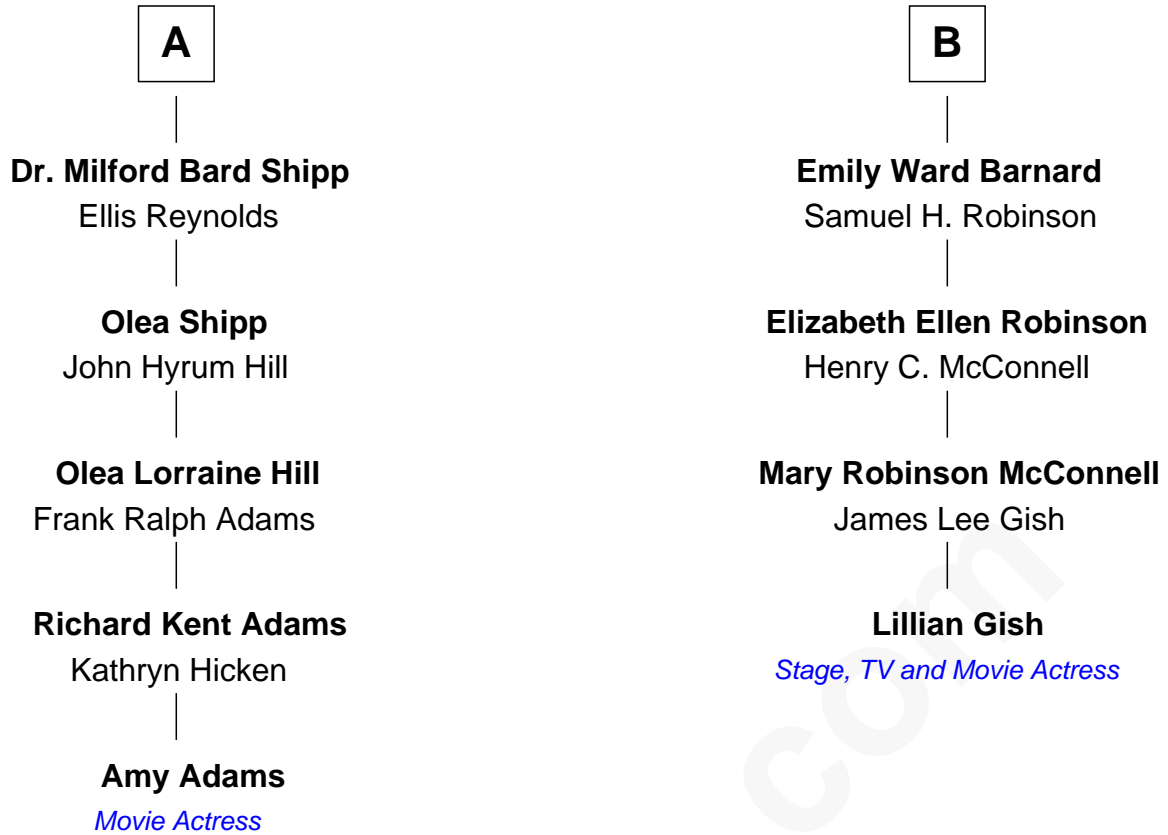 A
Dr. Milford Bard Shipp
Ellis Reynolds
Olea Shipp
John Hyrum Hill
Olea Lorraine Hill
Frank Ralph Adams
Richard Kent Adams
Kathryn Hicken
Amy Adams
Movie Actress
B
Emily Ward Barnard
Samuel H. Robinson
Elizabeth Ellen Robinson
Henry C. McConnell
Mary Robinson McConnell
James Lee Gish
Lillian Gish
Stage, TV and Movie Actress
com